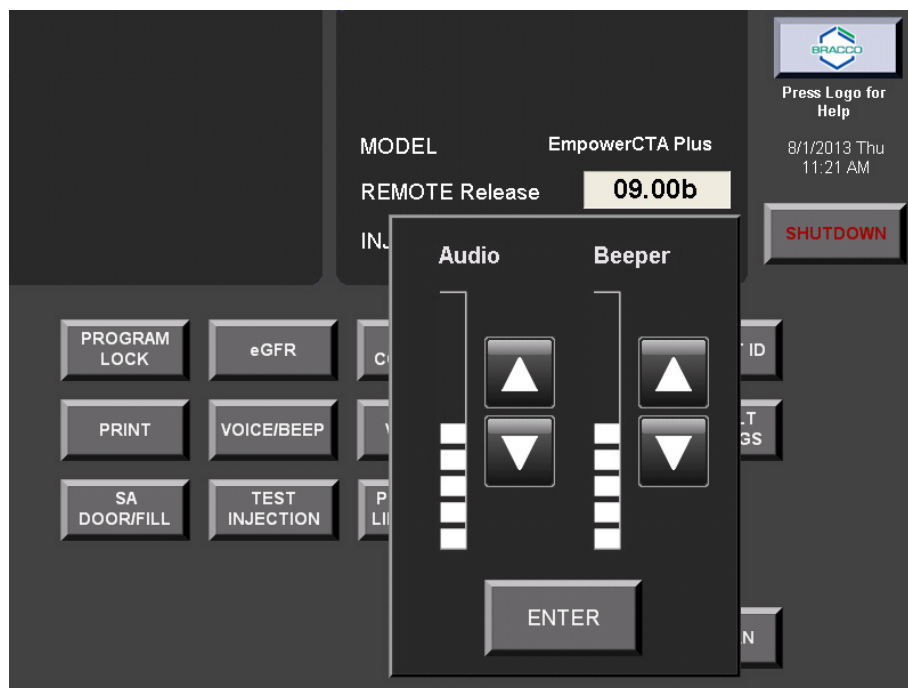 BRACCO
Press Logo for
Help
8/1/2013 Thu
11:21 AM
MODEL EmpowerCTA Plus
REMOTE Release 09.00b
SHUTDOWN
Audio Beeper
PROGRAM
LOCK
eGFR
ID
PRINT
VOICE/BEEP
SA
DOOR/FILL
TEST
INJECTION
ENTER